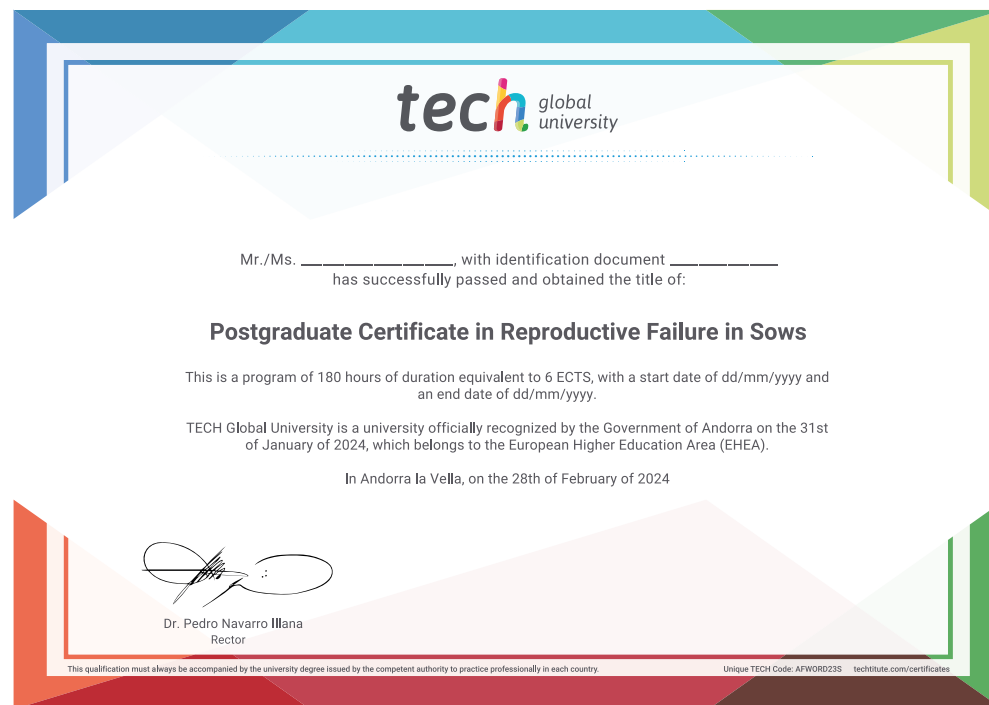 tech global university
Mr./Ms. ____________________, with identification document ______________
has successfully passed and obtained the title of:
Postgraduate Certificate in Reproductive Failure in Sows
This is a program of 180 hours of duration equivalent to 6 ECTS, with a start date of dd/mm/yyyy and
an end date of dd/mm/yyyy.
TECH Global University is a university officially recognized by the Government of Andorra on the 31st
of January of 2024, which belongs to the European Higher Education Area (EHEA).
In Andorra la Vella, on the 28th of February of 2024
Dr. Pedro Navarro Illana
Rector
This qualification must always be accompanied by the university degree issued by the competent authority to practice professionally in each country.
Unique TECH Code: AFWORD23S techtitute.com/certificates